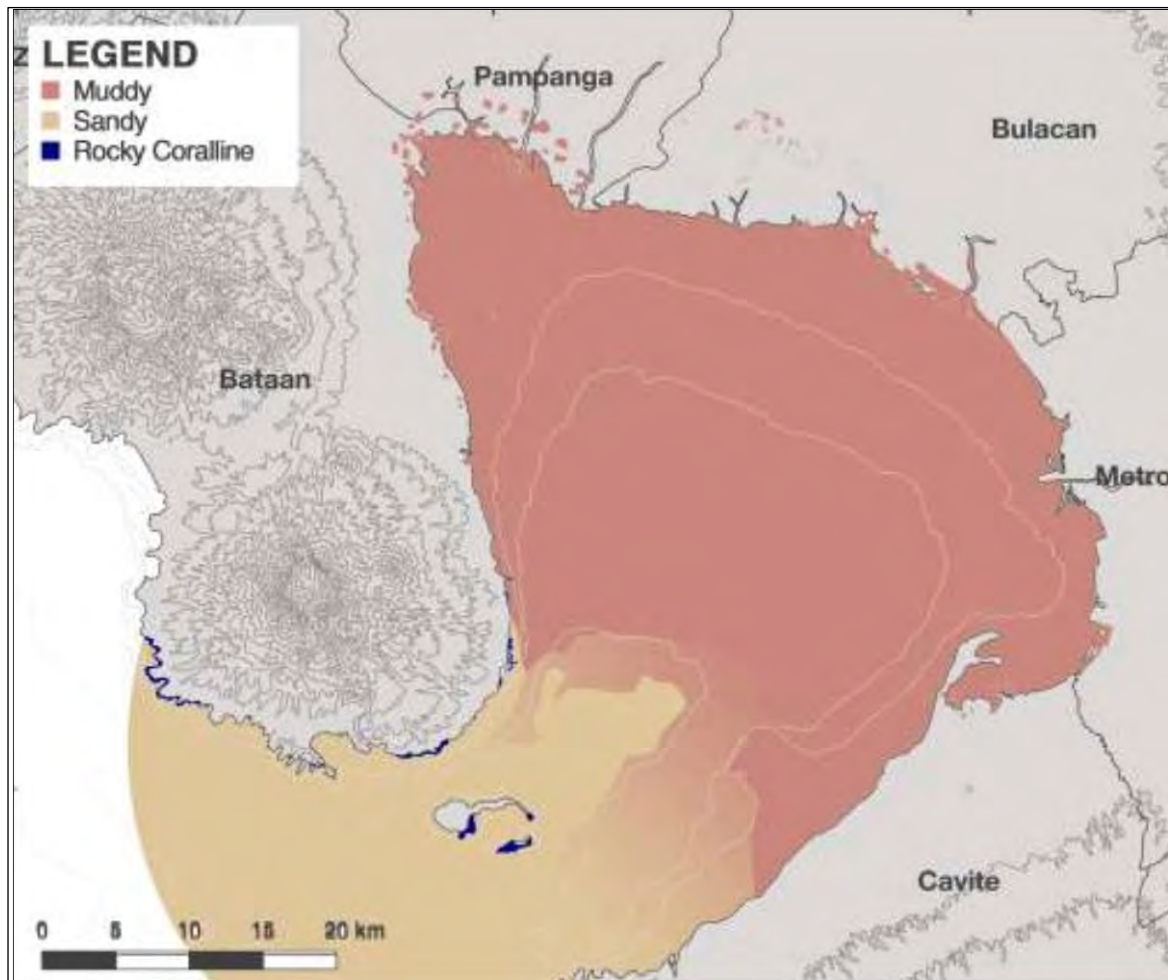 z LEGEND
Muddy
Sandy
Rocky Coralline
Pampanga
Bulacan
Bataan
Metro
Cavite
0 5 10 15 20 km